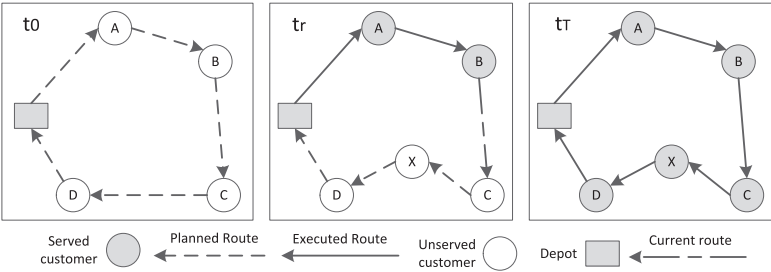 t0
A
B
C
D
tr
A
B
X
D
C
tT
A
B
X
D
C
Served customer
Planned Route
Executed Route
Unserved customer
Depot
Current route